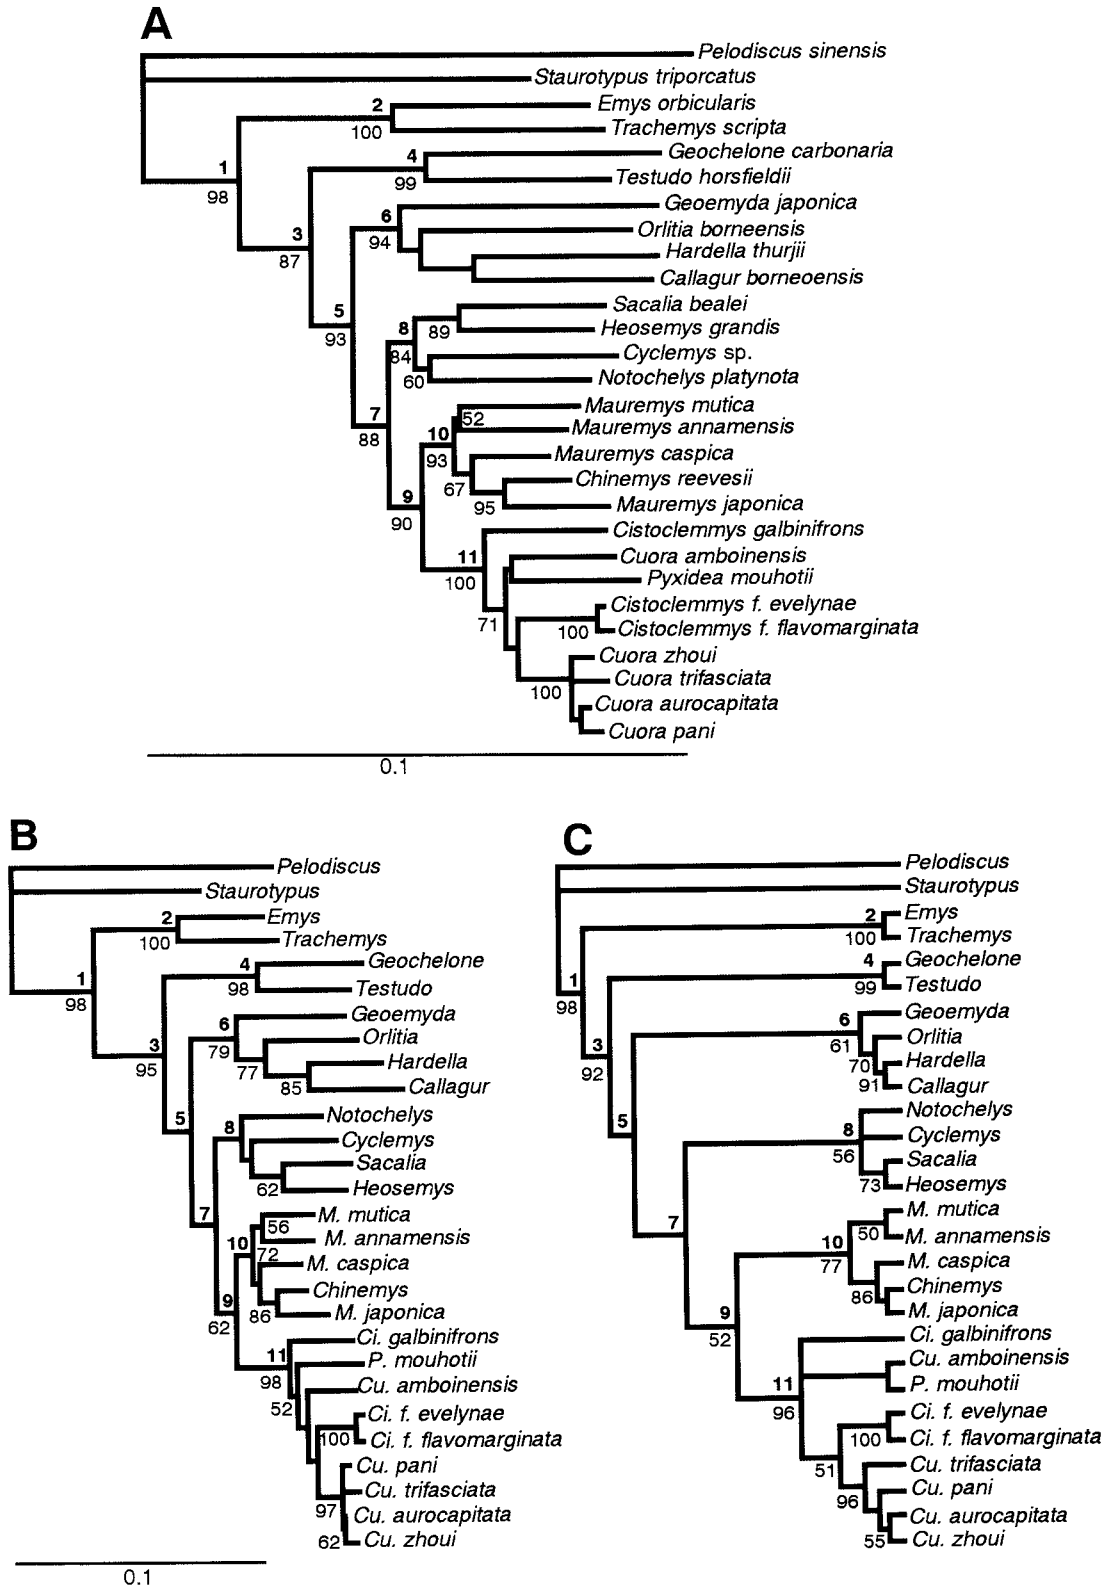 A
Pelodiscus sinensis
Staurotypus triporcatus
2
Emys orbicularis
100
Trachemys scripta
4
Geochelone carbonaria
1
99
Testudo horsfieldii
98
6
Geoemyda japonica
3
94
Orlitia borneensis
87
Hardella thurjii
Callagur borneoensis
5
Sacalia bealei
93
8
89
Heosemys grandis
84
Cyclemys sp.
60
Notochelys platynota
7
Mauremys mutica
52
88
10
Mauremys annamensis
93
Mauremys caspica
67
Chinemys reevesii
9
95
Mauremys japonica
90
Cistoclemmys galbinifrons
11
Cuora amboinensis
100
Pyxidea mouhotii
Cistoclemmys f. evelynae
71
100
Cistoclemmys f. flavomarginata
Cuora zhoui
Cuora trifasciata
100
Cuora aurocapitata
Cuora pani
0.1
B
Pelodiscus
Staurotypus
2
Emys
100
Trachemys
4
Geochelone
1
98
Testudo
98
6
Geoemyda
3
79
Orlitia
95
77
Hardella
85
Callagur
5
8
Notochelys
Cyclemys
Sacalia
62
Heosemys
7
M. mutica
56
10
M. annamensis
72
M. caspica
Chinemys
9
86
M. japonica
62
Ci. galbinifrons
11
P. mouhotii
98
Cu. amboinensis
52
Ci. f. evelynae
100
Ci. f. flavomarginata
Cu. pani
Cu. trifasciata
97
Cu. aurocapitata
62
Cu. zhoui
0.1
C
Pelodiscus
Staurotypus
2
Emys
100
Trachemys
4
Geochelone
1
99
Testudo
98
6
Geoemyda
3
61
Orlitia
92
70
Hardella
91
Callagur
5
8
Notochelys
Cyclemys
56
Sacalia
73
Heosemys
7
M. mutica
50
10
M. annamensis
77
M. caspica
86
Chinemys
M. japonica
9
52
Ci. galbinifrons
Cu. amboinensis
11
P. mouhotii
96
Ci. f. evelynae
100
Ci. f. flavomarginata
51
Cu. trifasciata
96
Cu. pani
Cu. aurocapitata
55
Cu. zhoui